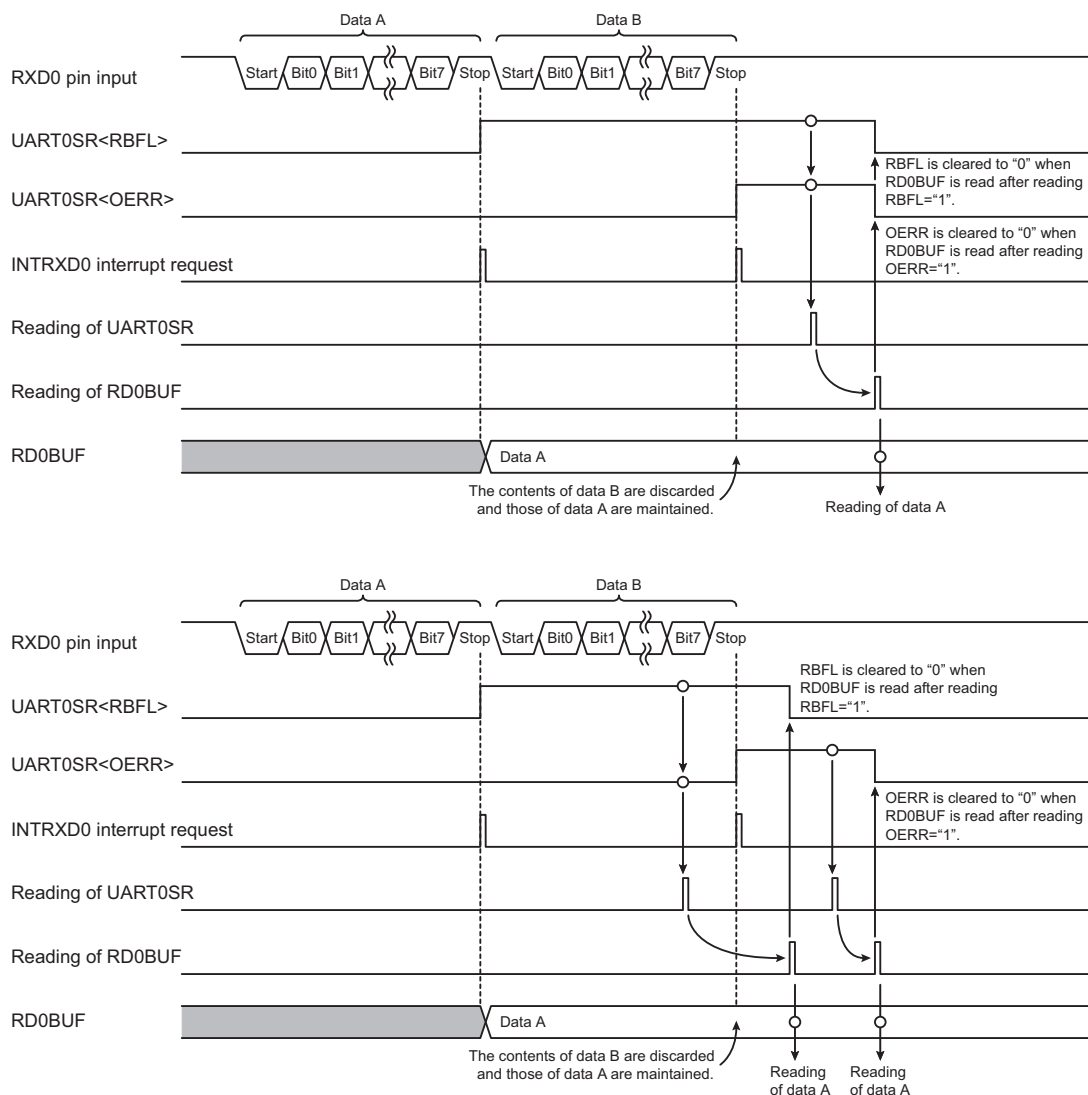 Data A
Data B
RXD0 pin input
Start Bit0 Bit1 Bit7 Stop Start Bit0 Bit1 Bit7 Stop
UART0SR<RBFL>
RBFL is cleared to “0” when
RD0BUF is read after reading
RBFL=“1”.
UART0SR<OERR>
OERR is cleared to “0” when
RD0BUF is read after reading
OERR=“1”.
INTRXD0 interrupt request
Reading of UART0SR
Reading of RD0BUF
RD0BUF
Data A
The contents of data B are discarded
and those of data A are maintained.
Reading of data A
Data A
Data B
RXD0 pin input
Start Bit0 Bit1 Bit7 Stop Start Bit0 Bit1 Bit7 Stop
RBFL is cleared to “0” when
RD0BUF is read after reading
RBFL=“1”.
UART0SR<RBFL>
UART0SR<OERR>
OERR is cleared to “0” when
RD0BUF is read after reading
OERR=“1”.
INTRXD0 interrupt request
Reading of UART0SR
Reading of RD0BUF
RD0BUF
Data A
The contents of data B are discarded
and those of data A are maintained.
Reading
of data A
Reading
of data A